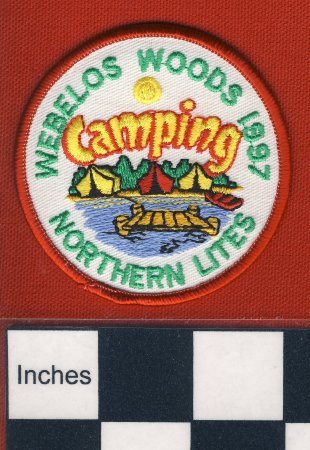 WEBELOS WOODS 1997
Camping
NORTHERN LITES
Inches